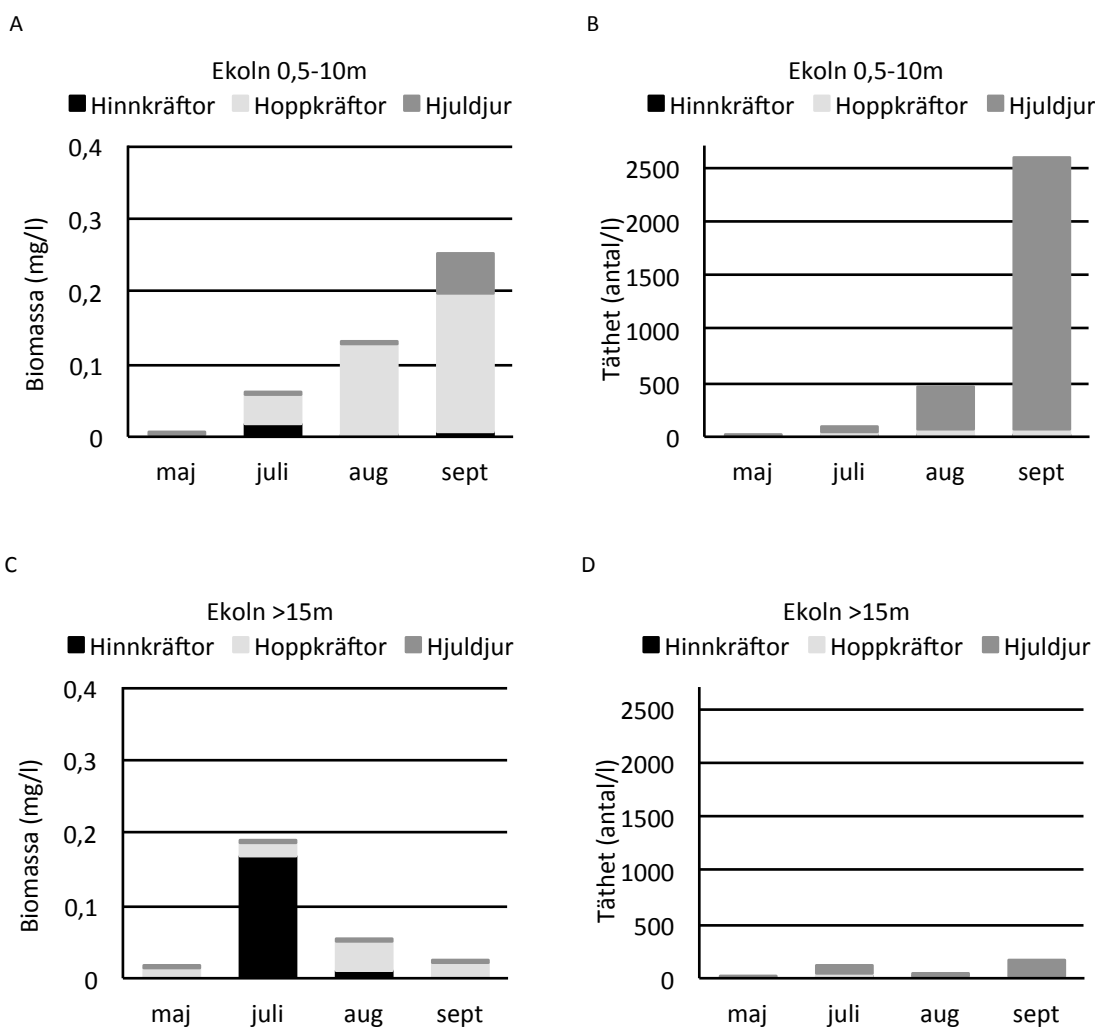 A
Ekoln 0,5-10m
Hinnkräftor Hoppkräftor Hjuldjur
0,4
0,3
0,2
0,1
0
Biomassa (mg/l)
maj juli aug sept
B
Ekoln 0,5-10m
Hinnkräftor Hoppkräftor Hjuldjur
2500
2000
1500
1000
500
0
Täthet (antal/l)
maj juli aug sept
C
Ekoln >15m
Hinnkräftor Hoppkräftor Hjuldjur
0,4
0,3
0,2
0,1
0
Biomassa (mg/l)
maj juli aug sept
D
Ekoln >15m
Hinnkräftor Hoppkräftor Hjuldjur
2500
2000
1500
1000
500
0
Täthet (antal/l)
maj juli aug sept